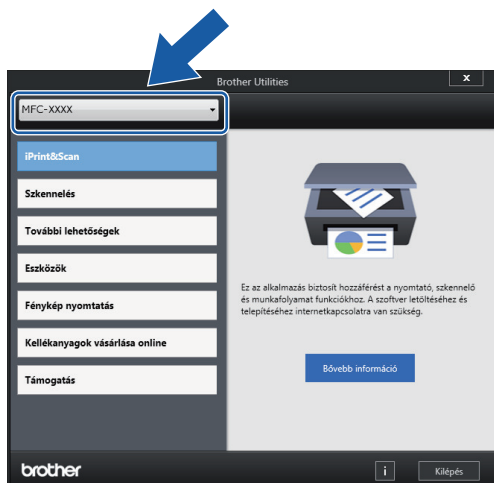 Brother Utilities
x
MFC-XXXX
iPrint&Scan
Szkennelés
További lehetőségek
Eszközök
Fénykép nyomtatás
Kellékanyagok vásárlása online
Támogatás
Ez az alkalmazás biztosít hozzáférést a nyomtató, szkennelő
és munkafolyamat funkciókhoz. A szoftver letöltéséhez és
telepítéséhez internetkapcsolatra van szükség.
Bővebb információ
brother
i
Kilépés